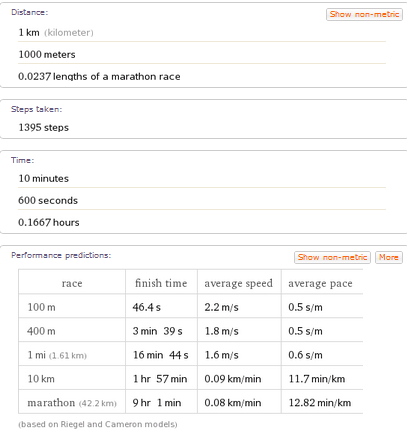 Distance:
Show non-metric
1 km (kilometer)
1000 meters
0.0237 lengths of a marathon race
Steps taken:
1395 steps
Time:
10 minutes
600 seconds
0.1667 hours
Performance predictions:
Show non-metric More
race finish time average speed average pace
100 m 46.4 s 2.2 m/s 0.5 s/m
400 m 3 min 39 s 1.8 m/s 0.5 s/m
1 mi (1.61 km) 16 min 44 s 1.6 m/s 0.6 s/m
10 km 1 hr 57 min 0.09 km/min 11.7 min/km
marathon (42.2 km) 9 hr 1 min 0.08 km/min 12.82 min/km
(based on Riegel and Cameron models)